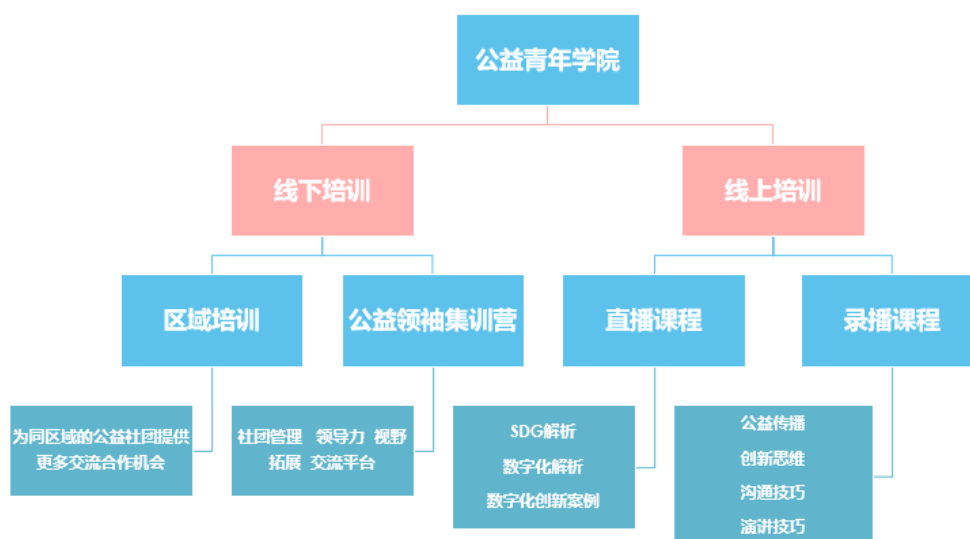 公益青年学院
线下培训
线上培训
区域培训
公益领袖集训营
直播课程
录播课程
为同区域的公益社团提供
更多交流合作机会
社团管理 领导力 视野
拓展 交流平台
SDG解析
数字化解析
数字化创新案例
公益传播
创新思维
沟通技巧
演讲技巧